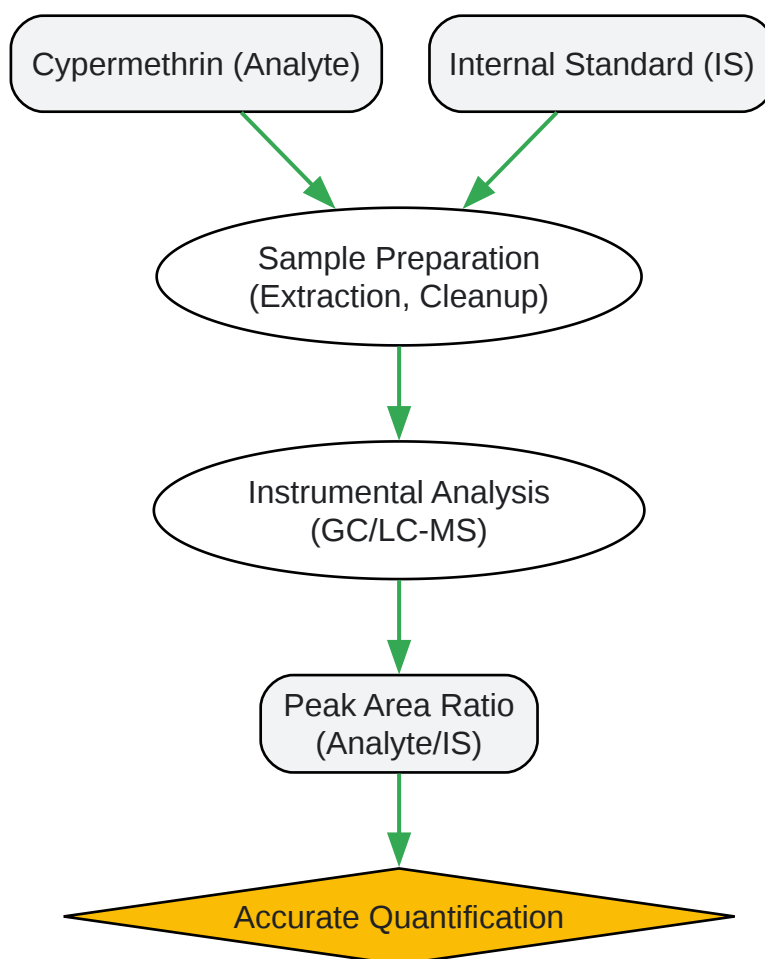 Cypermethrin (Analyte)
Internal Standard (IS)
Sample Preparation
(Extraction, Cleanup)
Instrumental Analysis
(GC/LC-MS)
Peak Area Ratio
(Analyte/IS)
Accurate Quantification